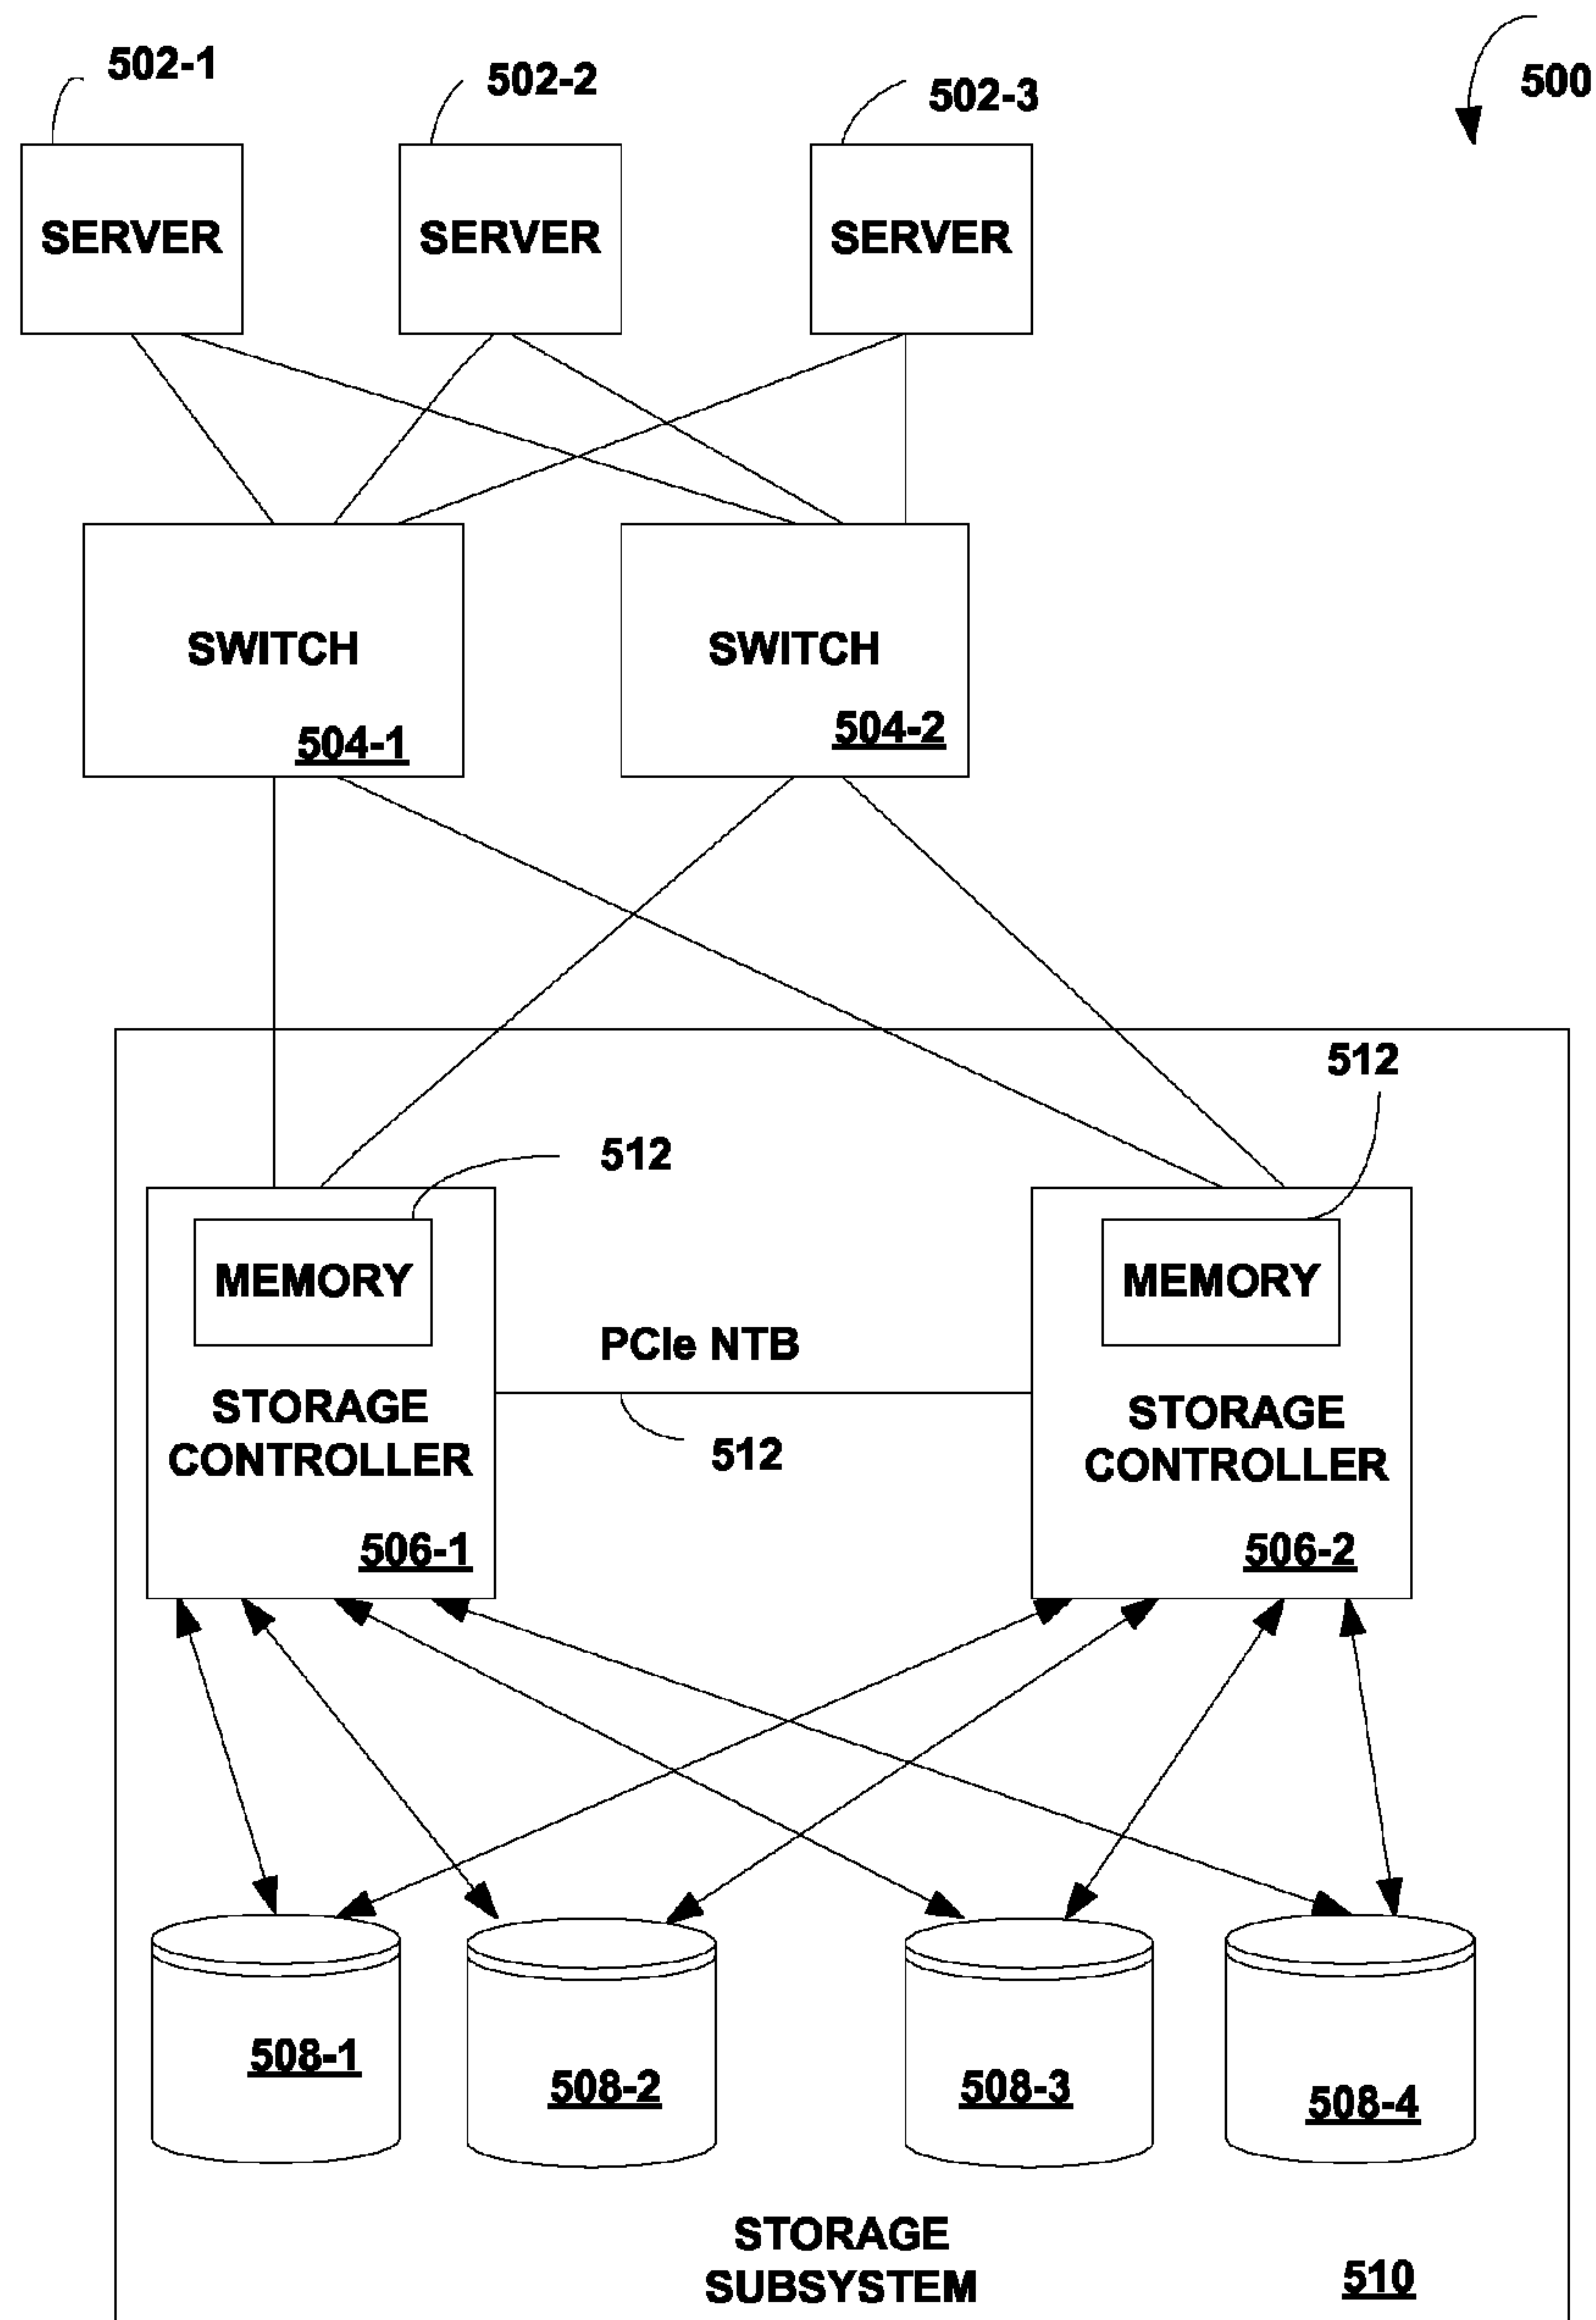 500
502-1
502-2
502-3
SERVER
SERVER
SERVER
SWITCH
504-1
SWITCH
504-2
512
512
MEMORY
MEMORY
PCIe NTB
STORAGE
CONTROLLER
506-1
512
STORAGE
CONTROLLER
506-2
508-1
508-2
508-3
508-4
STORAGE
SUBSYSTEM
510